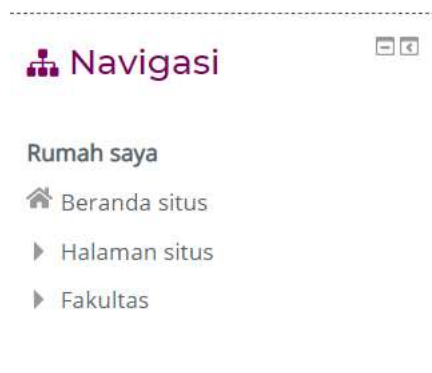 Navigasi
Rumah saya
Beranda situs
Halaman situs
Fakultas